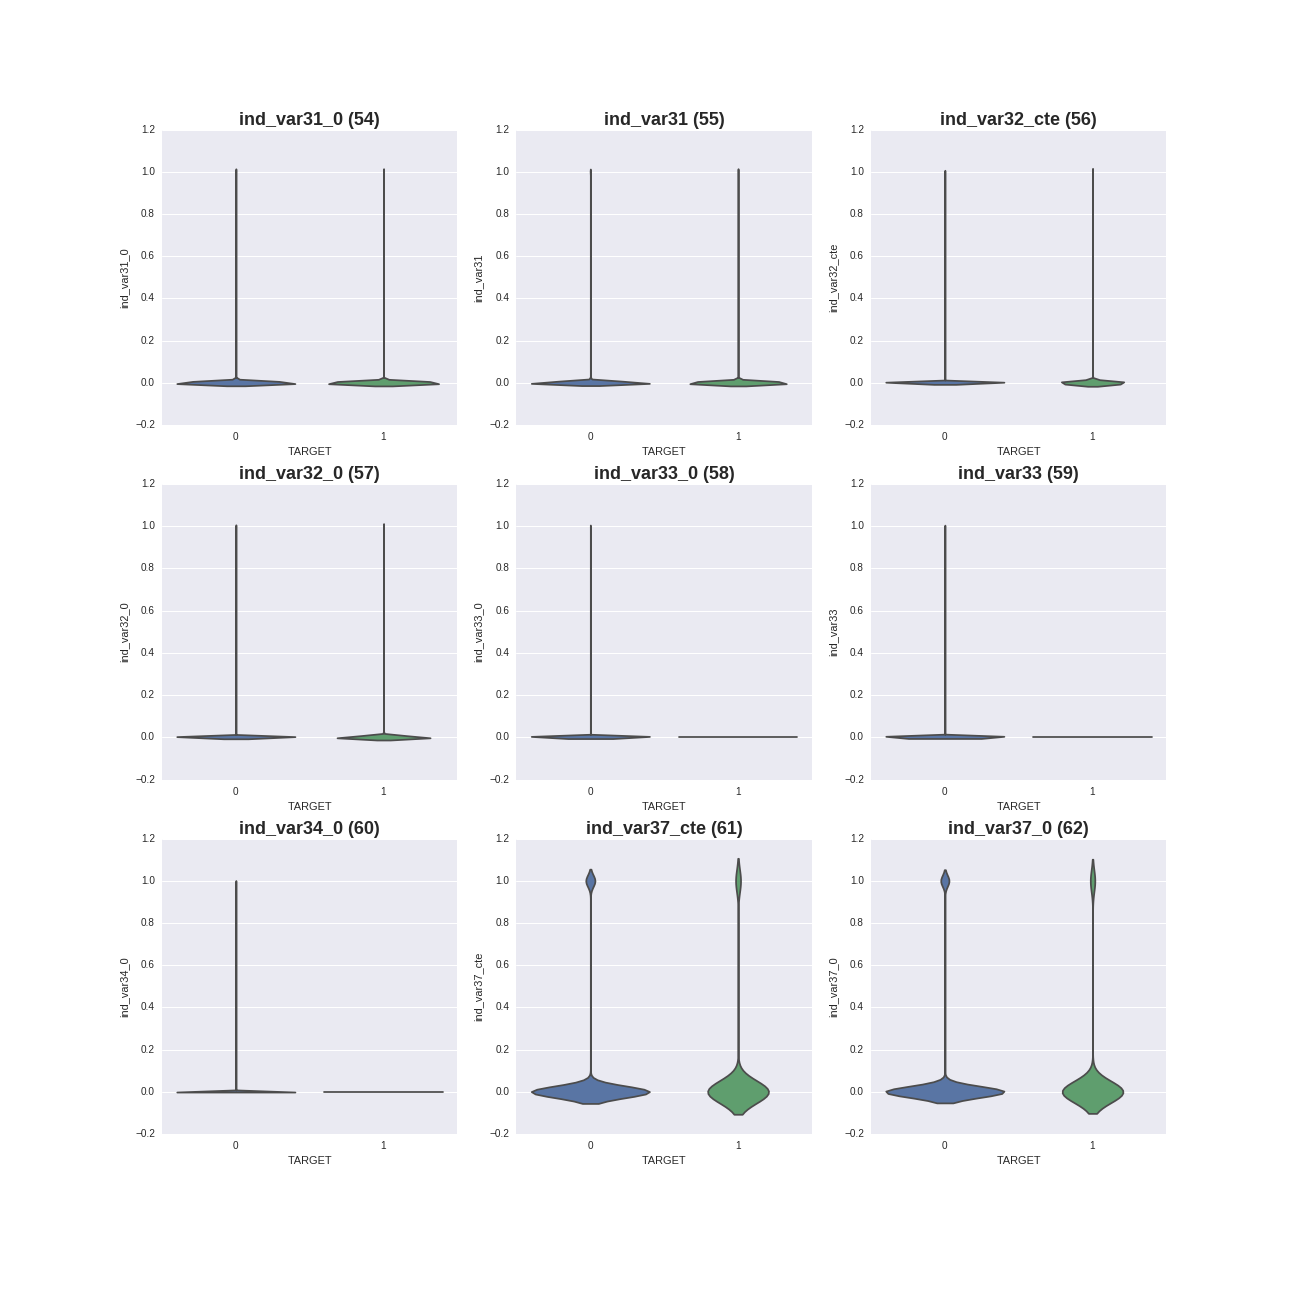 ind_var31_0 (54) ind_var31 (55) ind_var32_cte (56)
1.2 1.2 1.2
1.0 1.0 1.0
0.8 0.8 0.8
ind_var31_0 0.6 ind_var31 0.6 ind_var32_cte 0.6
0.4 0.4 0.4
0.2 0.2 0.2
0.0 0.0 0.0
−0.2 −0.2 −0.2
0 1 0 1 0 1
TARGET TARGET TARGET
ind_var32_0 (57) ind_var33_0 (58) ind_var33 (59)
1.2 1.2 1.2
1.0 1.0 1.0
0.8 0.8 0.8
ind_var32_0 0.6 ind_var33_0 0.6 ind_var33 0.6
0.4 0.4 0.4
0.2 0.2 0.2
0.0 0.0 0.0
−0.2 −0.2 −0.2
0 1 0 1 0 1
TARGET TARGET TARGET
ind_var34_0 (60) ind_var37_cte (61) ind_var37_0 (62)
1.2 1.2 1.2
1.0 1.0 1.0
0.8 0.8 0.8
ind_var34_0 0.6 ind_var37_cte 0.6 ind_var37_0 0.6
0.4 0.4 0.4
0.2 0.2 0.2
0.0 0.0 0.0
−0.2 −0.2 −0.2
0 1 0 1 0 1
TARGET TARGET TARGET